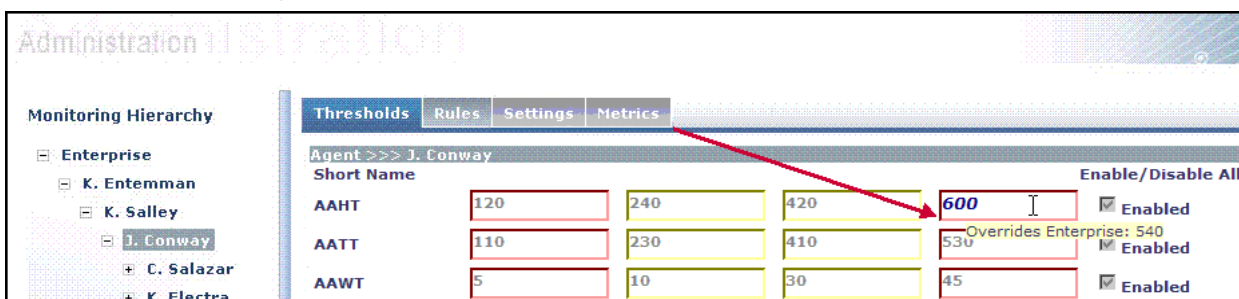 Administration
Monitoring Hierarchy
Enterprise
K. Entemman
K. Salley
J. Conway
C. Salazar
K. Electra
Thresholds Rules Settings Metrics
Agent >>> J. Conway
Short Name Enable/Disable All
AAHT 120 240 420 600 Enabled
Overrides Enterprise: 540
AATT 110 230 410 530 Enabled
AAWT 5 10 30 45 Enabled